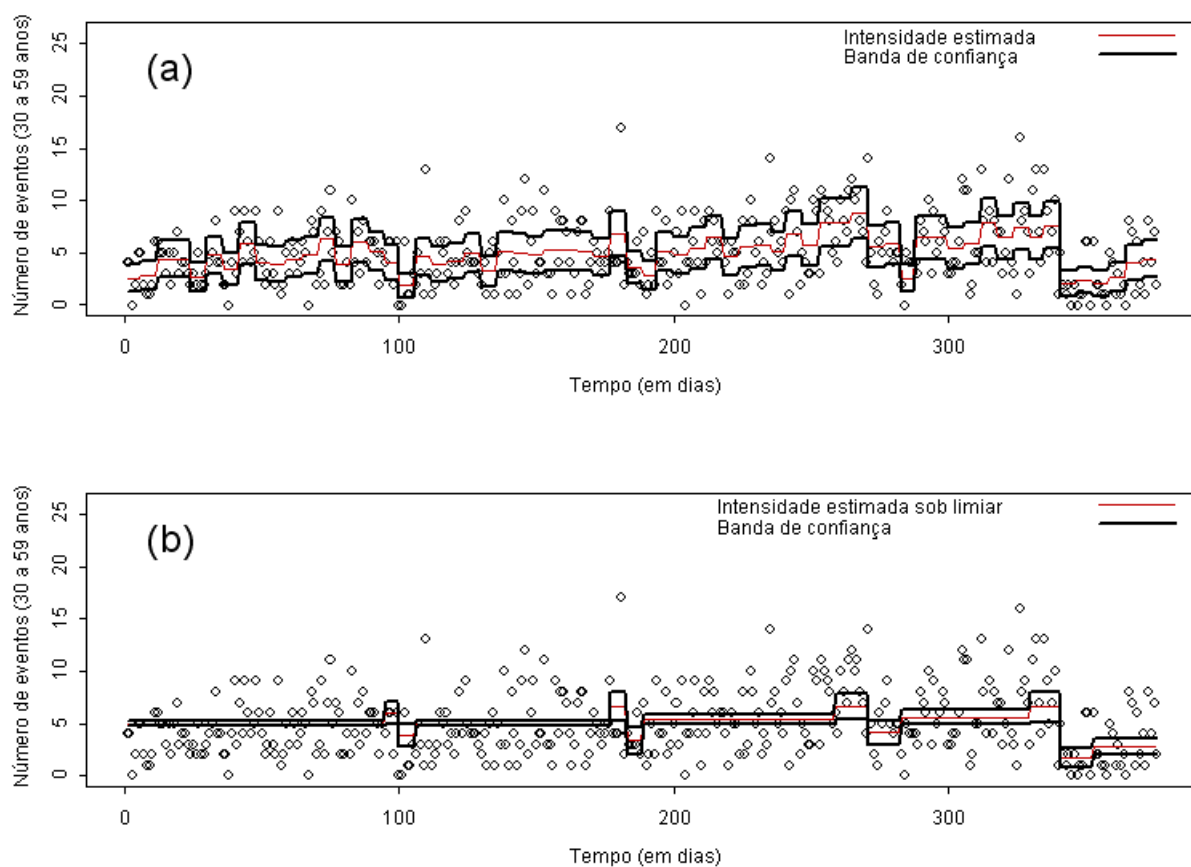 Número de eventos (30 a 59 anos)
25
20
15
10
5
0
(a)
Intensidade estimada
Banda de confiança
0
100
200
300
Tempo (em dias)
Número de eventos (30 a 59 anos)
25
20
15
10
5
0
(b)
Intensidade estimada sob limiar
Banda de confiança
0
100
200
300
Tempo (em dias)